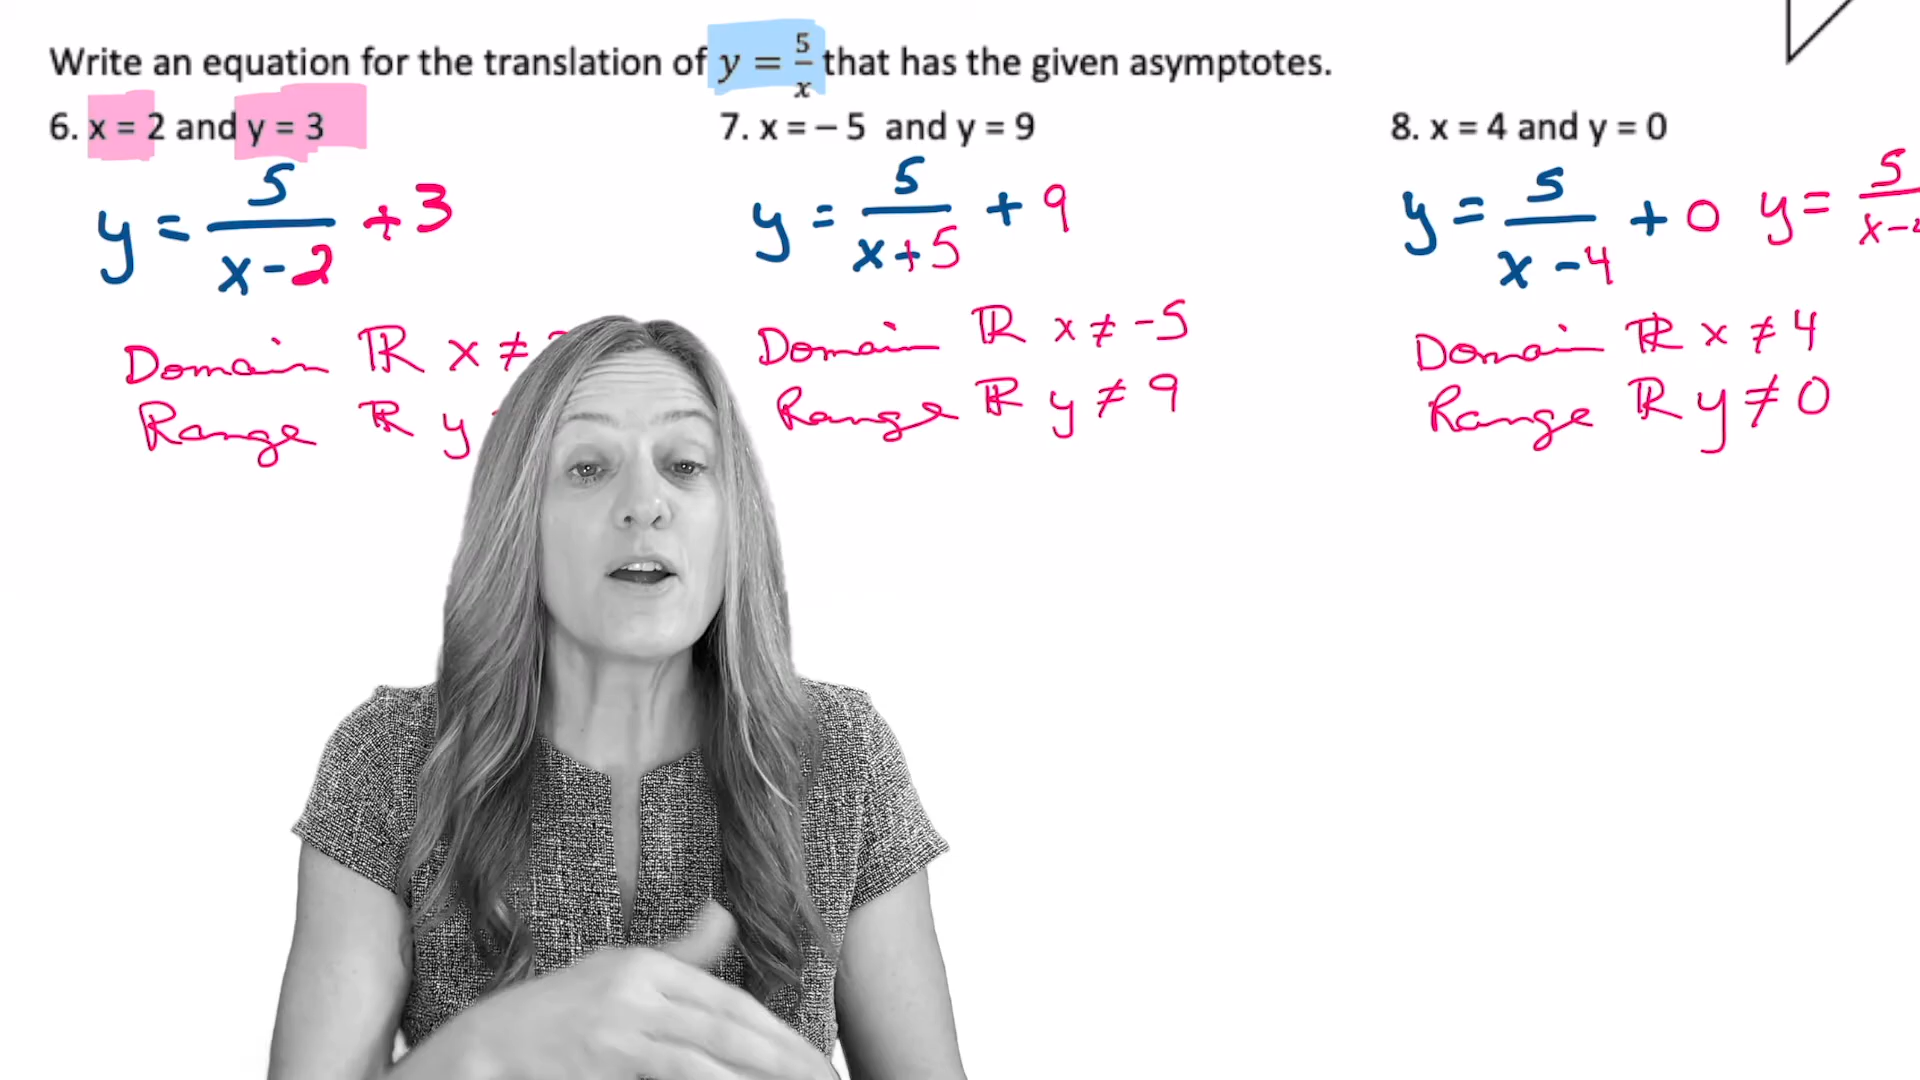 Write an equation for the translation of y = 5/x that has the given asymptotes.
6. x = 2 and y = 3
y = 5/(x-2) + 3
Domain ℝ x ≠
Range ℝ y
7. x = – 5 and y = 9
y = 5/(x+5) + 9
Domain ℝ x ≠ -5
Range ℝ y ≠ 9
8. x = 4 and y = 0
y = 5/(x-4) + 0 y = 5/(x-
Domain ℝ x ≠ 4
Range ℝ y ≠ 0